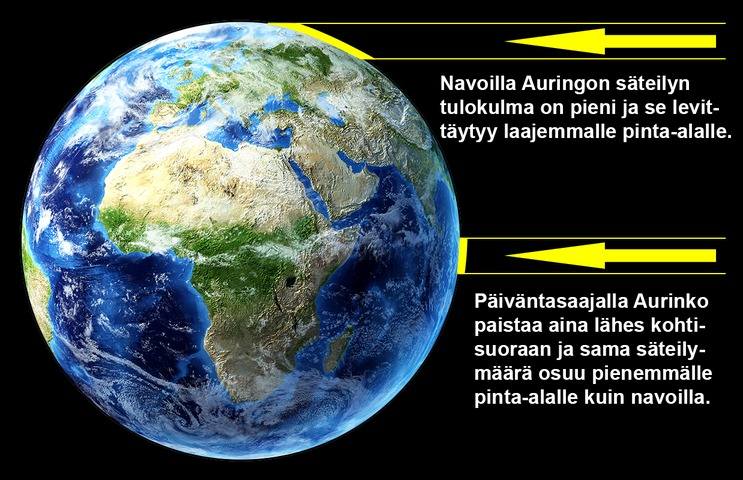 Navoilla Auringon säteilyn
tulokulma on pieni ja se levit-
täytyy laajemmalle pinta-alalle.
Päiväntasaajalla Aurinko
paistaa aina lähes kohti-
suoraan ja sama säteily-
määrä osuu pienemmälle
pinta-alalle kuin navoilla.